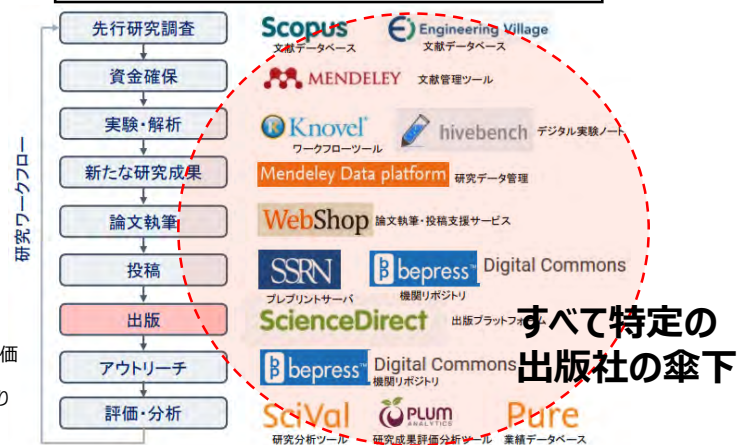 先行研究調査
Scopus
文献データベース
Engineering Village
文献データベース
資金確保
MENDELEY
文献管理ツール
実験・解析
Knovel
ワークフローツール
hivebench
デジタル実験ノート
新たな研究成果
Mendeley Data platform
研究データ管理
論文執筆
WebShop
論文執筆・投稿支援サービス
投稿
SSRN
プレプリントサーバ
bepress™
Digital Commons
機関リポジトリ
出版
ScienceDirect
出版プラットフォーム
アウトリーチ
bepress™
Digital Commons
機関リポジトリ
評価・分析
SciVal
研究分析ツール
PLUM
ANALYTICS
研究成果評価分析ツール
Pure
業績データベース
研究ワークフロー
すべて特定の
出版社の傘下
価
り